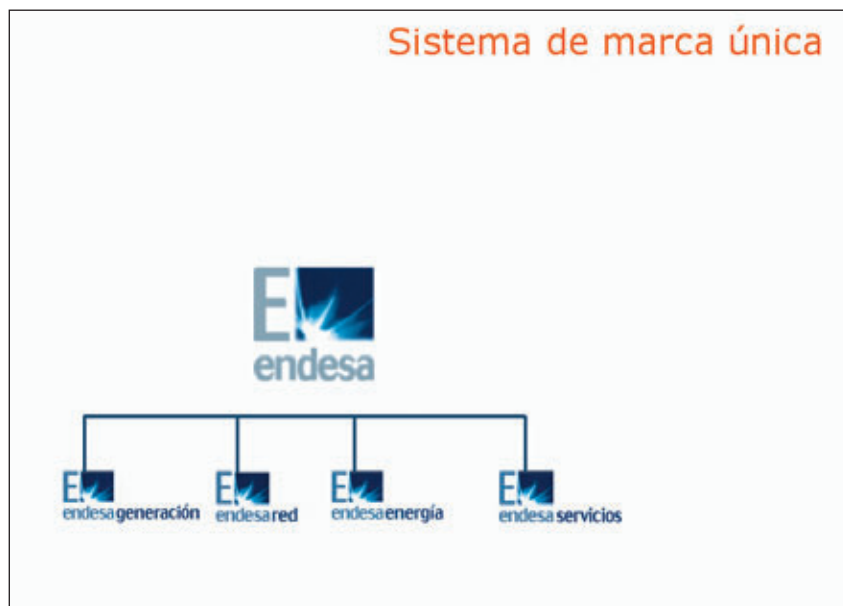 Sistema de marca única
E
endesa
E
endesa generación
E
endesa red
E
endesa energía
E
endesa servicios